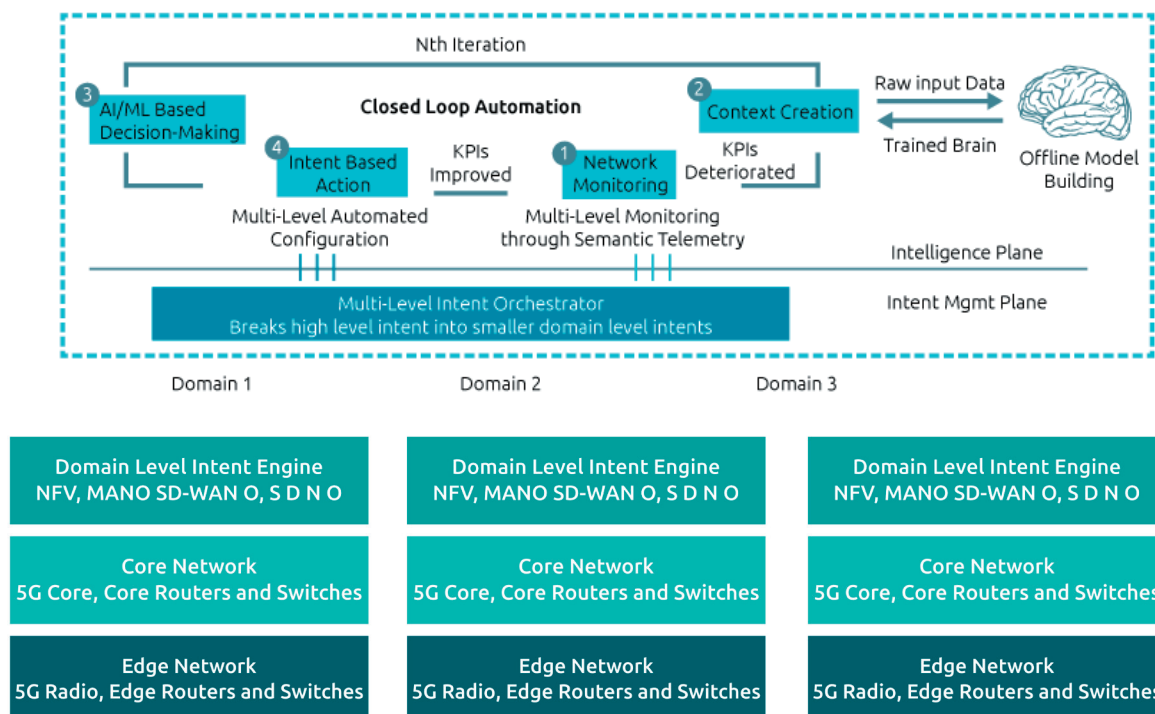 Nth Iteration
3
AI/ML Based
Decision-Making
Closed Loop Automation
2
Context Creation
Raw input Data
Trained Brain
Offline Model
Building
4
Intent Based
Action
KPIs
Improved
1
Network
Monitoring
KPIs
Deteriorated
Multi-Level Automated
Configuration
Multi-Level Monitoring
through Semantic Telemetry
Intelligence Plane
Multi-Level Intent Orchestrator
Breaks high level intent into smaller domain level intents
Intent Mgmt Plane
Domain 1
Domain 2
Domain 3
Domain Level Intent Engine
NFV, MANO SD-WAN O, S D N O
Domain Level Intent Engine
NFV, MANO SD-WAN O, S D N O
Domain Level Intent Engine
NFV, MANO SD-WAN O, S D N O
Core Network
5G Core, Core Routers and Switches
Core Network
5G Core, Core Routers and Switches
Core Network
5G Core, Core Routers and Switches
Edge Network
5G Radio, Edge Routers and Switches
Edge Network
5G Radio, Edge Routers and Switches
Edge Network
5G Radio, Edge Routers and Switches